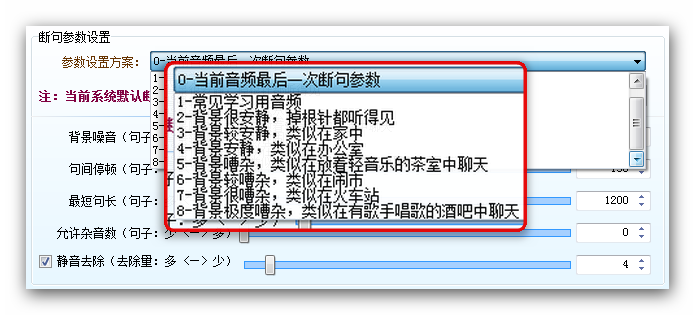 断句参数设置
参数设置方案：
0-当前音频最后一次断句参数
0-当前音频最后一次断句参数
1-常见学习用音频
2-背景很安静，掉根针都听得见
3-背景较安静，类似在家中
4-背景安静，类似在办公室
5-背景嘈杂，类似在放着轻音乐的茶室中聊天
6-背景较嘈杂，类似在闹市
7-背景很嘈杂，类似在火车站
8-背景极度嘈杂，类似在有歌手唱歌的酒吧中聊天
注：当前系统默认断
背景噪音（句子
句间停顿（句子
最短句长（句子
1200
允许杂音数（句子：少 <—> 多）
0
静音去除（去除量：多 <—> 少）
4